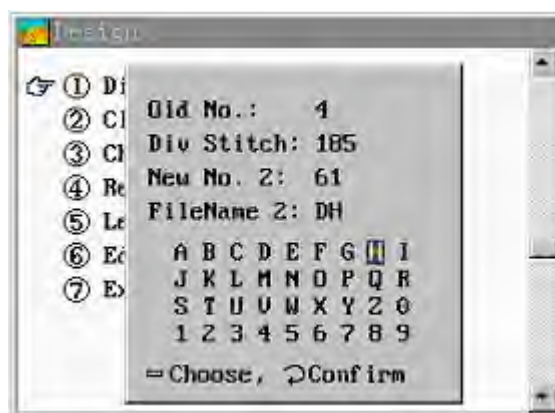 Design
① Di
② Cl
③ Ch
④ Re
⑤ Le
⑥ Ed
⑦ Ex
Old No.: 4
Div Stitch: 185
New No. 2: 61
FileName 2: DH
A B C D E F G H I
J K L M N O P Q R
S T U V W X Y Z 0
1 2 3 4 5 6 7 8 9
Choose, Confirm